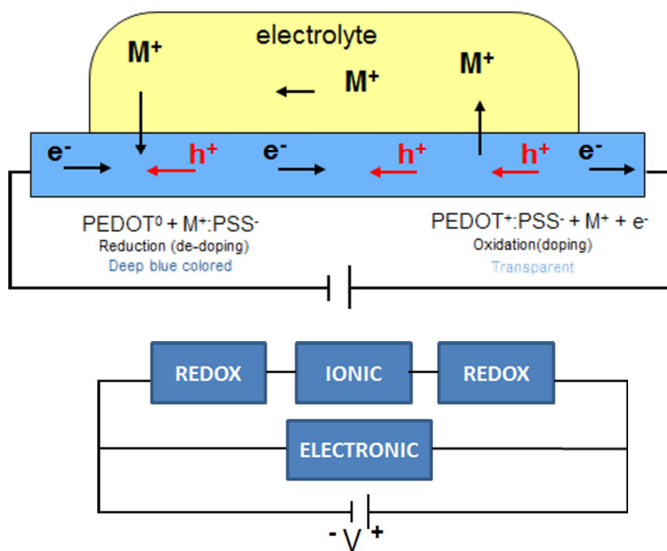 electrolyte
M⁺
M⁺
M⁺
e⁻
h⁺
e⁻
h⁺
h⁺
e⁻
PEDOT⁰ + M⁺:PSS⁻
Reduction (de-doping)
Deep blue colored
PEDOT⁺:PSS⁻ + M⁺ + e⁻
Oxidation(doping)
Transparent
REDOX
IONIC
REDOX
ELECTRONIC
- V +